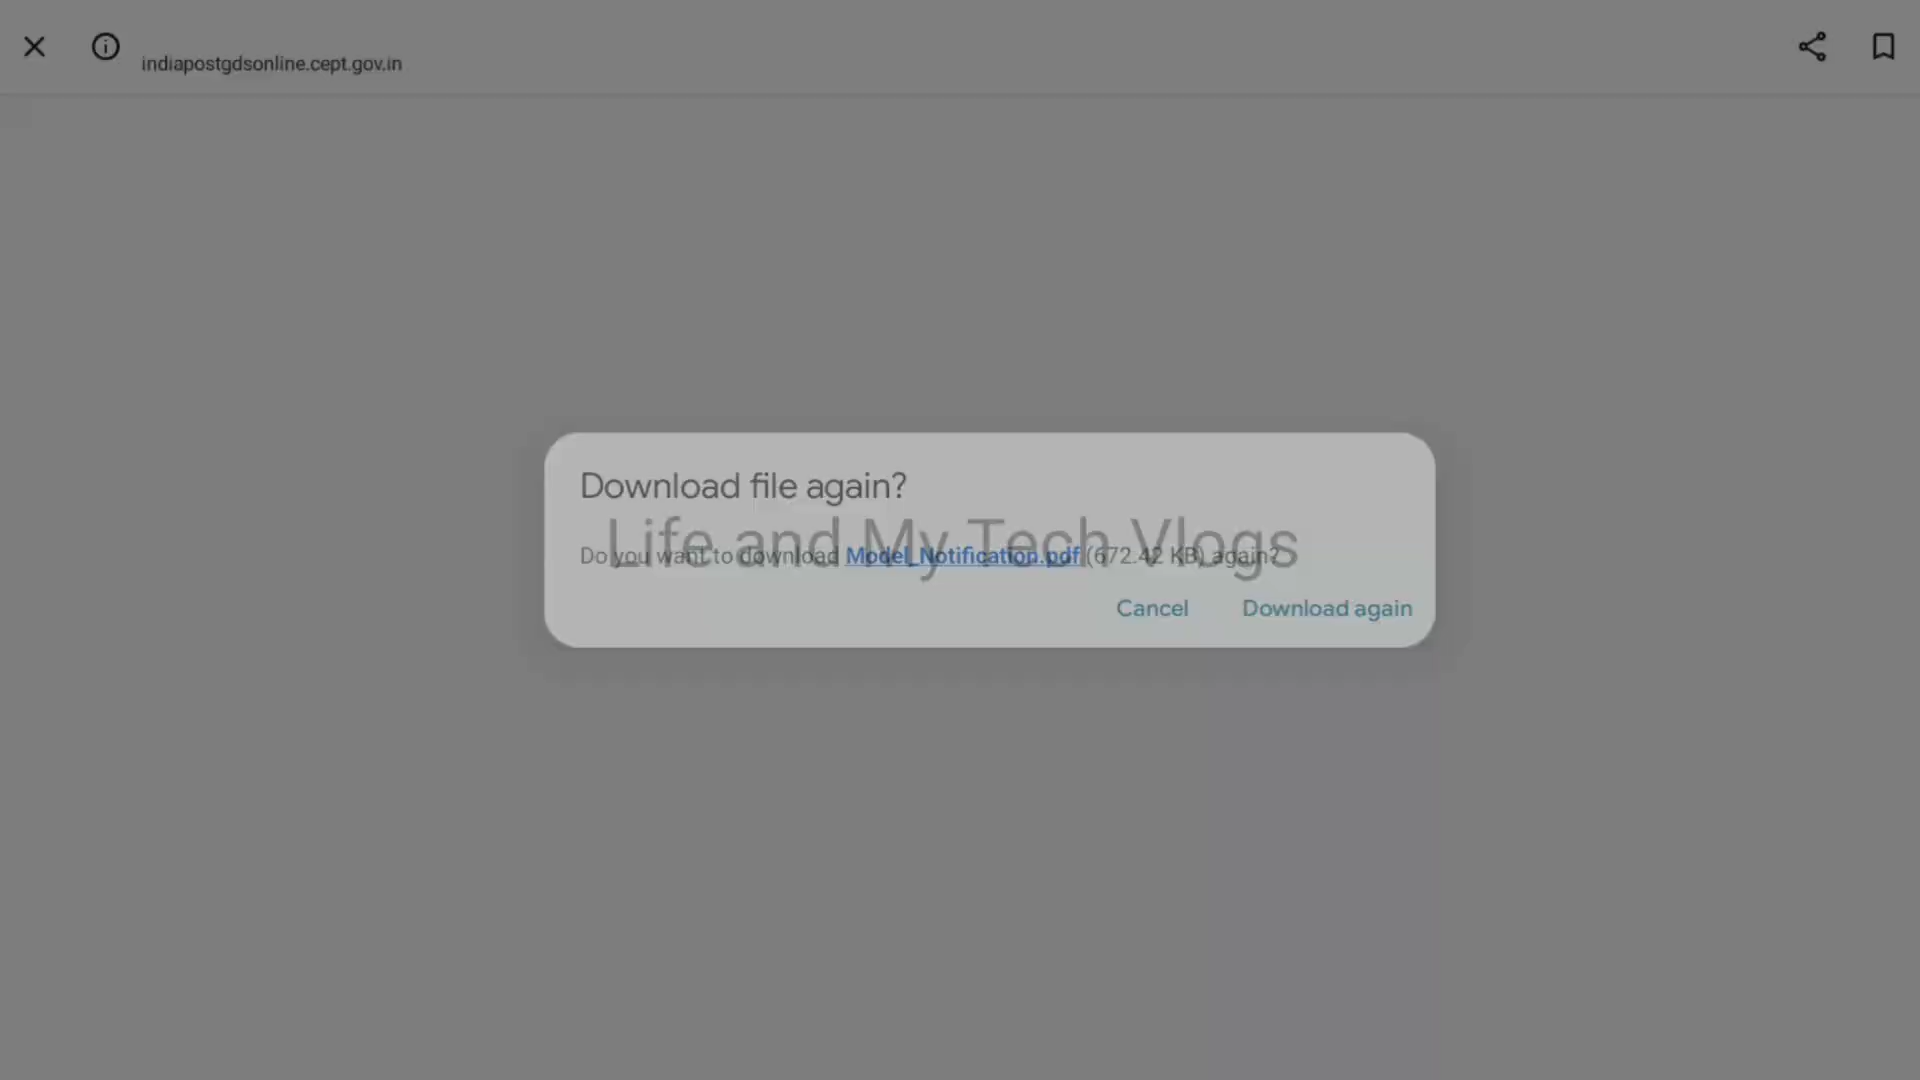 indiapostgdsonline.cept.gov.in
Download file again?
Life and My Tech Vlogs
Do you want to download Model_Notification.pdf (672.42 KB) again?
Cancel Download again